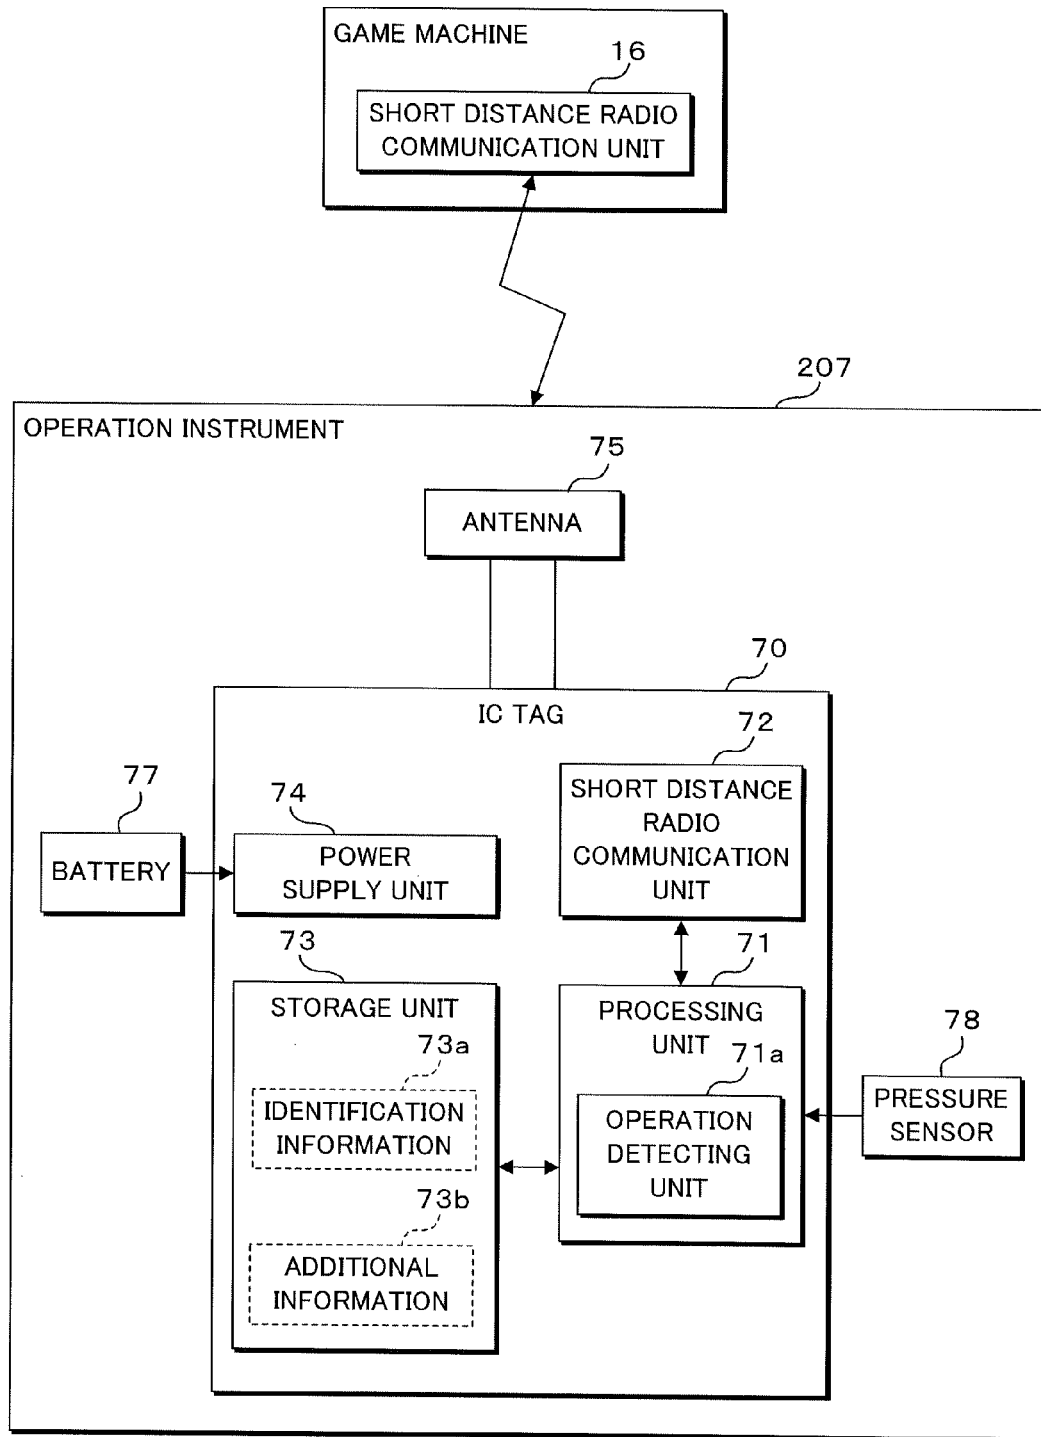 GAME MACHINE
16
SHORT DISTANCE RADIO
COMMUNICATION UNIT
207
OPERATION INSTRUMENT
75
ANTENNA
70
IC TAG
72
SHORT DISTANCE
RADIO
COMMUNICATION
UNIT
77
BATTERY
74
POWER
SUPPLY UNIT
73
STORAGE UNIT
73a
IDENTIFICATION
INFORMATION
73b
ADDITIONAL
INFORMATION
71
PROCESSING
UNIT
71a
OPERATION
DETECTING
UNIT
78
PRESSURE
SENSOR